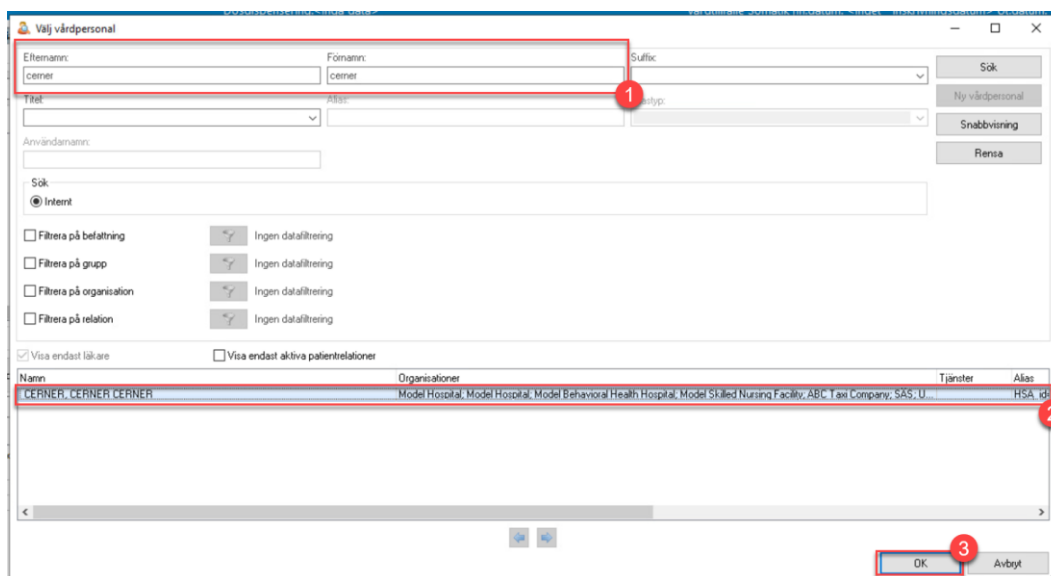 Välj vårdpersonal
Efternamn: Förnamn: Suffix:
cerner cerner
Sök
1
Titel: Alias:
Ny vårdpersonal
Snabbvisning
Användarnamn:
Rensa
Sök
Internt
Filtrera på befattning Ingen datafiltrering
Filtrera på grupp Ingen datafiltrering
Filtrera på organisation Ingen datafiltrering
Filtrera på relation Ingen datafiltrering
Visa endast läkare Visa endast aktiva patientrelationer
Namn Organisationer Tjänster Alias
CERNER, CERNER CERNER Model Hospital; Model Hospital; Model Behavioral Health Hospital; Model Skilled Nursing Facility; ABC Taxi Company; SÄS; U... HSA_id
2
3
OK Avbryt